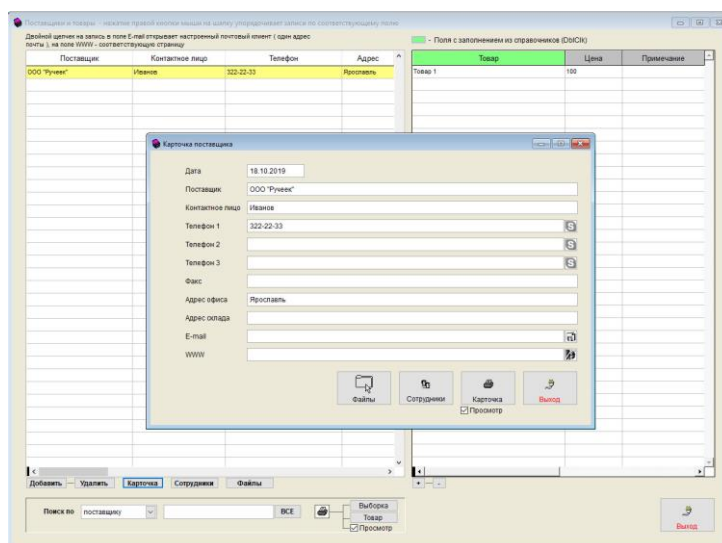 Поставщики и товары - нажатие правой кнопки мыши на шапку упорядочивает записи по соответствующему полю
Двойной щелчек на запись в поле E-mail открывает настроенный почтовый клиент ( один адрес
почты ), на поле WWW - соответствующую страницу
- Поля с заполнением из справочников (DblClk)
Поставщик Контактное лицо Телефон Адрес
Товар Цена Примечание
ООО "Ручеек" Иванов 322-22-33 Ярославль
Товар 1 100
Карточка поставщика
Дата 18.10.2019
Поставщик ООО "Ручеек"
Контактное лицо Иванов
Телефон 1 322-22-33
Телефон 2
Телефон 3
Факс
Адрес офиса Ярославль
Адрес склада
E-mail
WWW
Файлы Сотрудники Карточка Выход
Просмотр
Добавить Удалить Карточка Сотрудники Файлы
+ -
Поиск по поставщику ВСЕ
Выборка
Товар
Просмотр
Выход